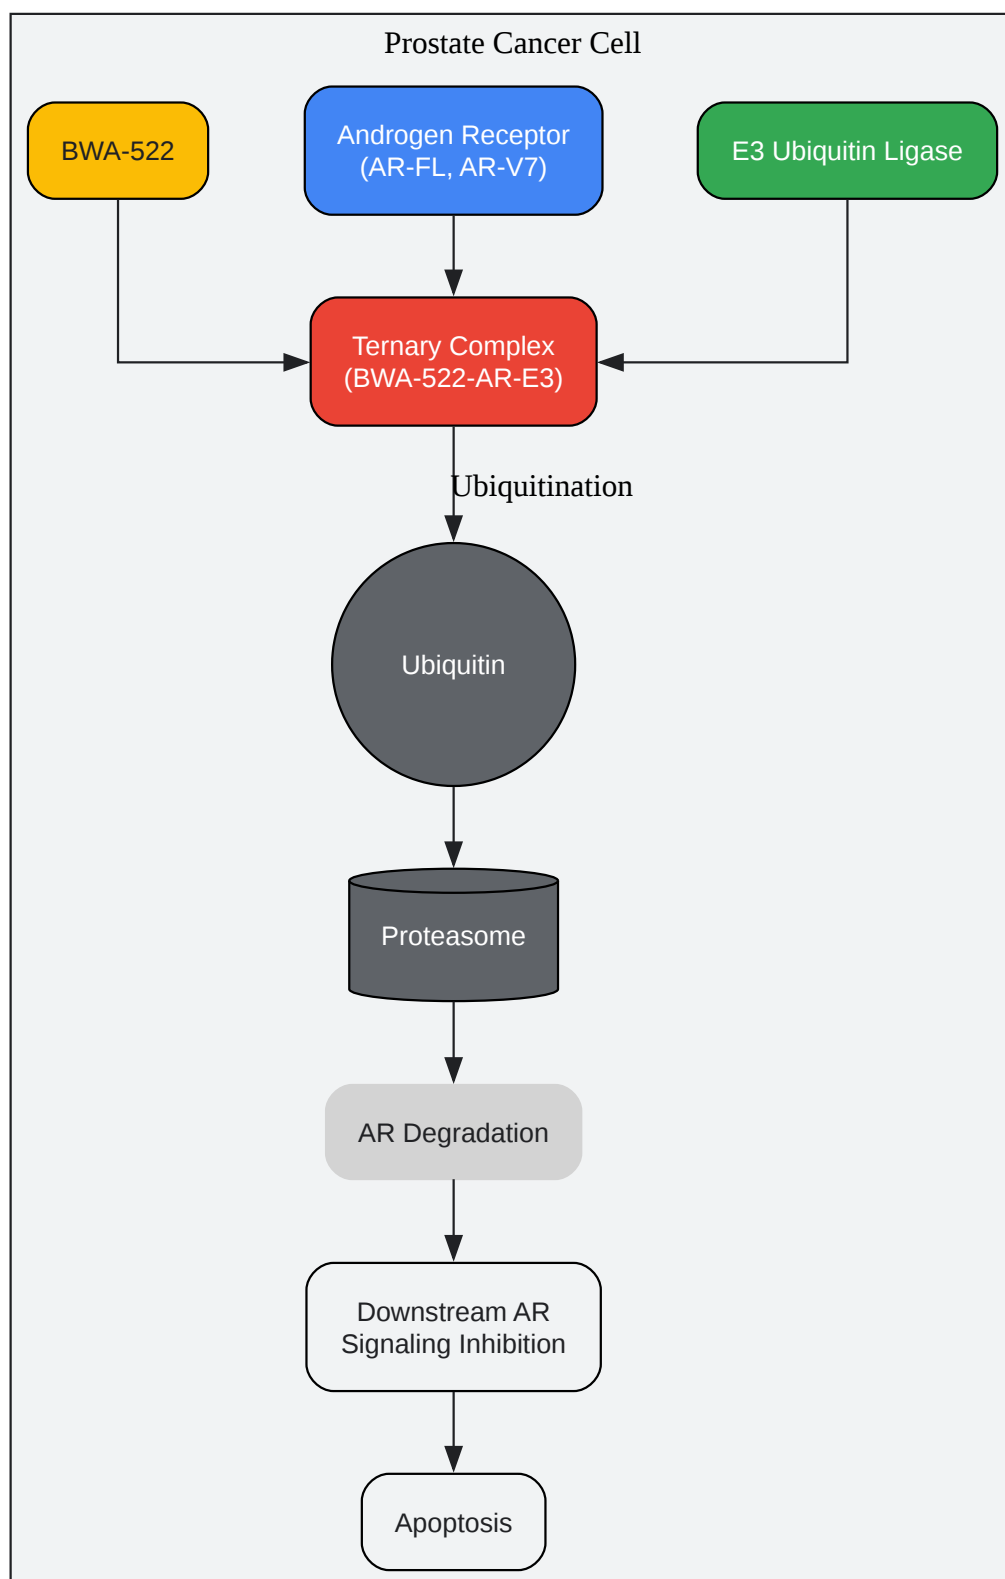 Prostate Cancer Cell
BWA-522
Androgen Receptor
(AR-FL, AR-V7)
E3 Ubiquitin Ligase
Ternary Complex
(BWA-522-AR-E3)
Ubiquitination
Ubiquitin
Proteasome
AR Degradation
Downstream AR
Signaling Inhibition
Apoptosis